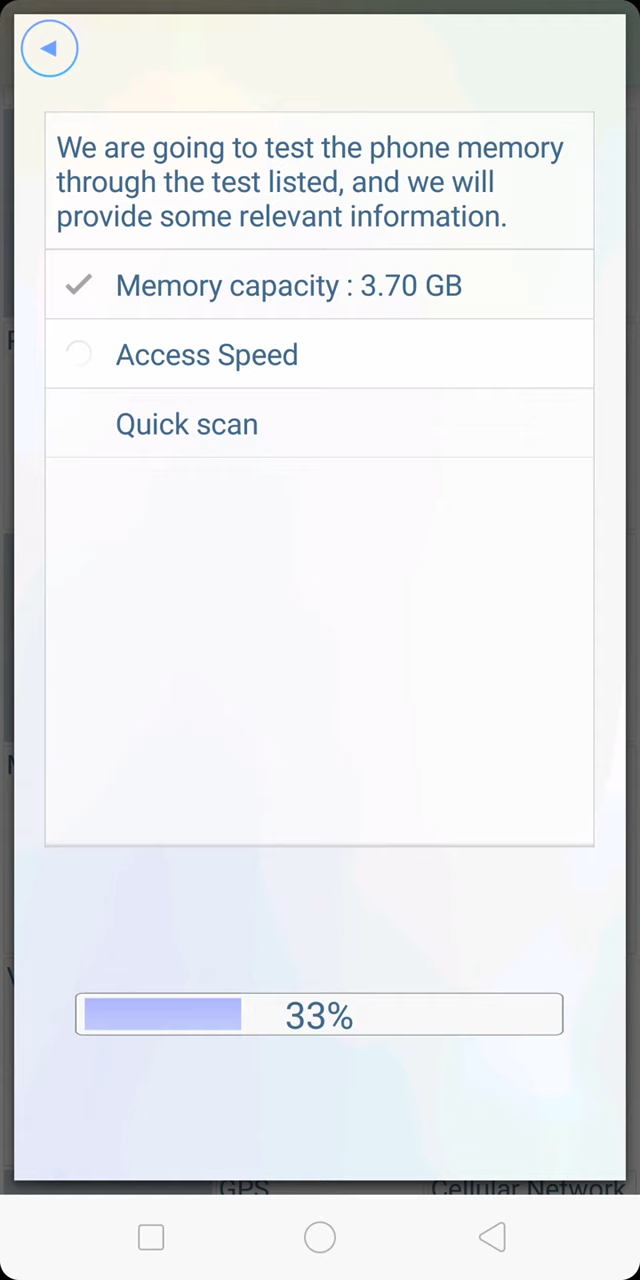 We are going to test the phone memory
through the test listed, and we will
provide some relevant information.
Memory capacity : 3.70 GB
Access Speed
Quick scan
33%
GPS
Cellular Network